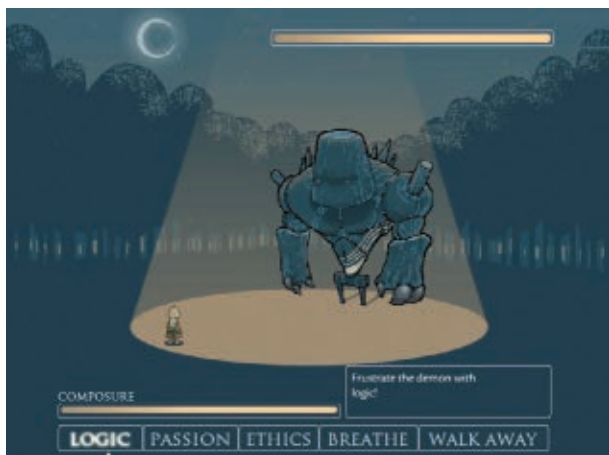 COMPOSURE
Frustrate the demon with
logic!
LOGIC PASSION ETHICS BREATHE WALK AWAY